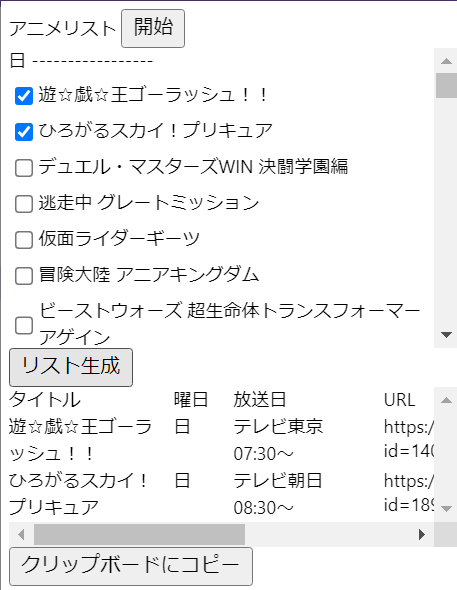 アニメリスト 開始
日 -----------------
遊☆戯☆王ゴーラッシュ！！
ひろがるスカイ！プリキュア
デュエル・マスターズWIN 決闘学園編
逃走中 グレートミッション
仮面ライダーギーツ
冒険大陸 アニアキングダム
ビーストウォーズ 超生命体トランスフォーマー
アゲイン
リスト生成
タイトル 曜日 放送日 URL
遊☆戯☆王ゴーラ 日 テレビ東京 https:/
ッシュ！！ 07:30～ id=140
ひろがるスカイ！ 日 テレビ朝日 https:/
プリキュア 08:30～ id=189
クリップボードにコピー